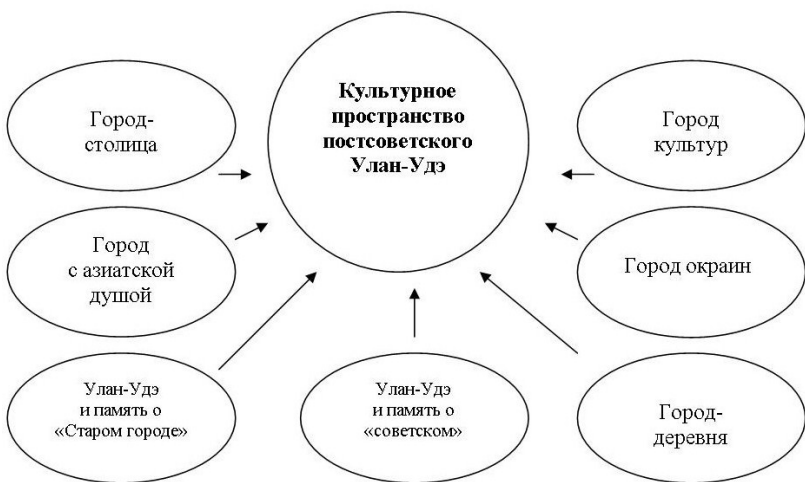 Культурное
пространство
постсоветского
Улан-Удэ
Город-
столица
Город
культур
Город
с азиатской
душой
Город окраин
Улан-Удэ
и память о
«Старом городе»
Улан-Удэ
и память о
«советском»
Город-
деревня